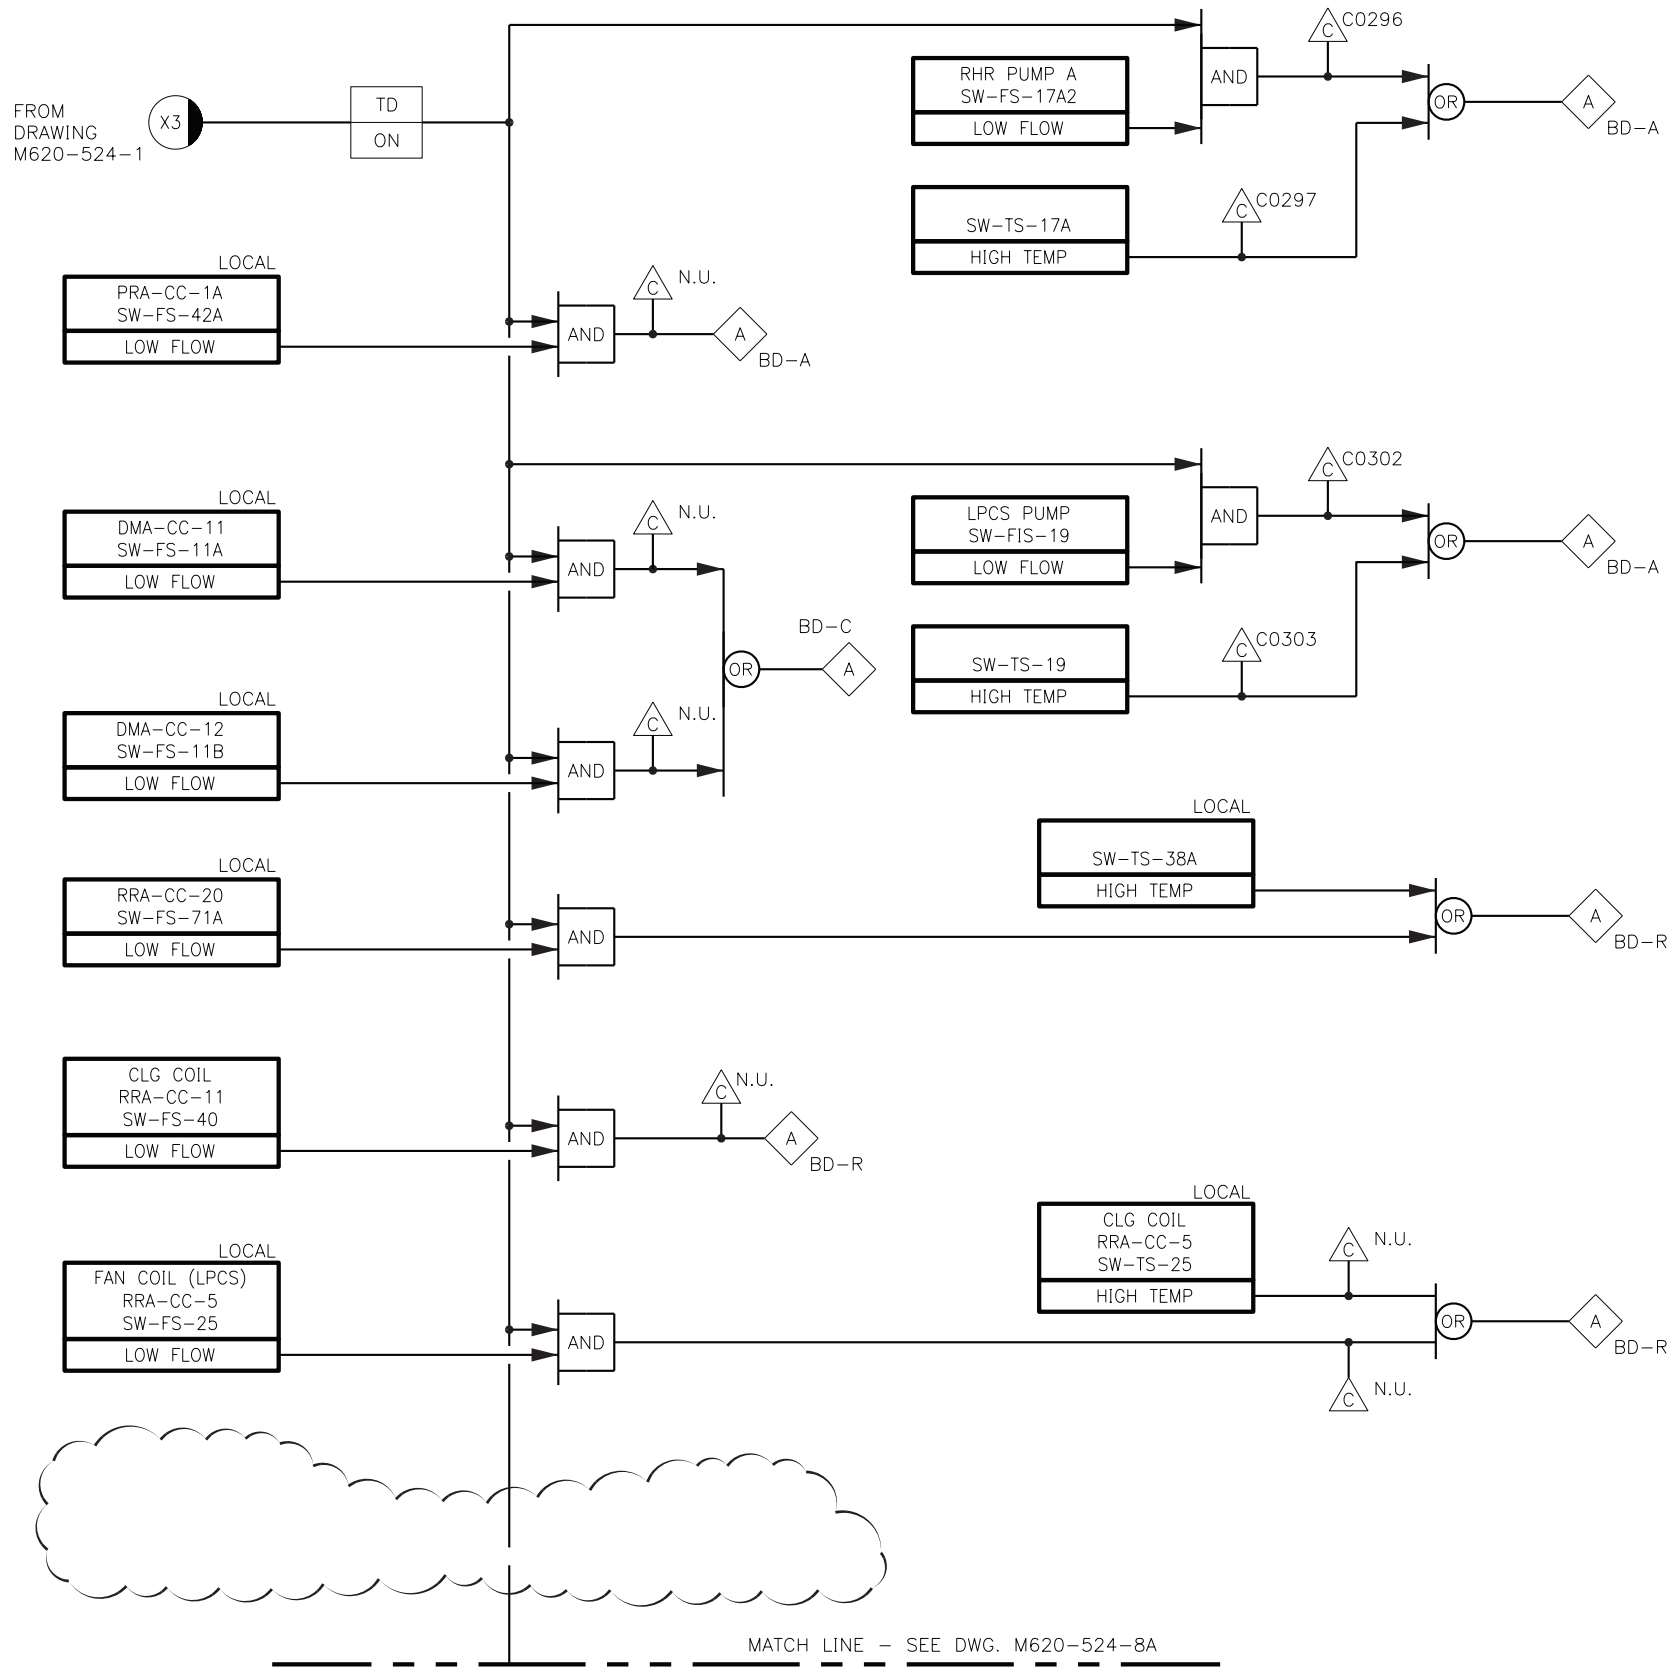 FROM
DRAWING
M620-524-1
X3
TD
ON
RHR PUMP A
SW-FS-17A2
LOW FLOW
AND
C
C0296
OR
A
BD-A
SW-TS-17A
HIGH TEMP
C
C0297
LOCAL
PRA-CC-1A
SW-FS-42A
LOW FLOW
AND
C
N.U.
A
BD-A
LOCAL
DMA-CC-11
SW-FS-11A
LOW FLOW
AND
C
N.U.
LPCS PUMP
SW-FIS-19
LOW FLOW
AND
C
C0302
OR
A
BD-A
BD-C
OR
A
SW-TS-19
HIGH TEMP
C
C0303
LOCAL
DMA-CC-12
SW-FS-11B
LOW FLOW
AND
C
N.U.
LOCAL
SW-TS-38A
HIGH TEMP
LOCAL
RRA-CC-20
SW-FS-71A
LOW FLOW
AND
OR
A
BD-R
CLG COIL
RRA-CC-11
SW-FS-40
LOW FLOW
AND
C
N.U.
A
BD-R
LOCAL
CLG COIL
RRA-CC-5
SW-TS-25
HIGH TEMP
C
N.U.
LOCAL
FAN COIL (LPCS)
RRA-CC-5
SW-FS-25
LOW FLOW
AND
OR
A
BD-R
C
N.U.
MATCH LINE - SEE DWG. M620-524-8A